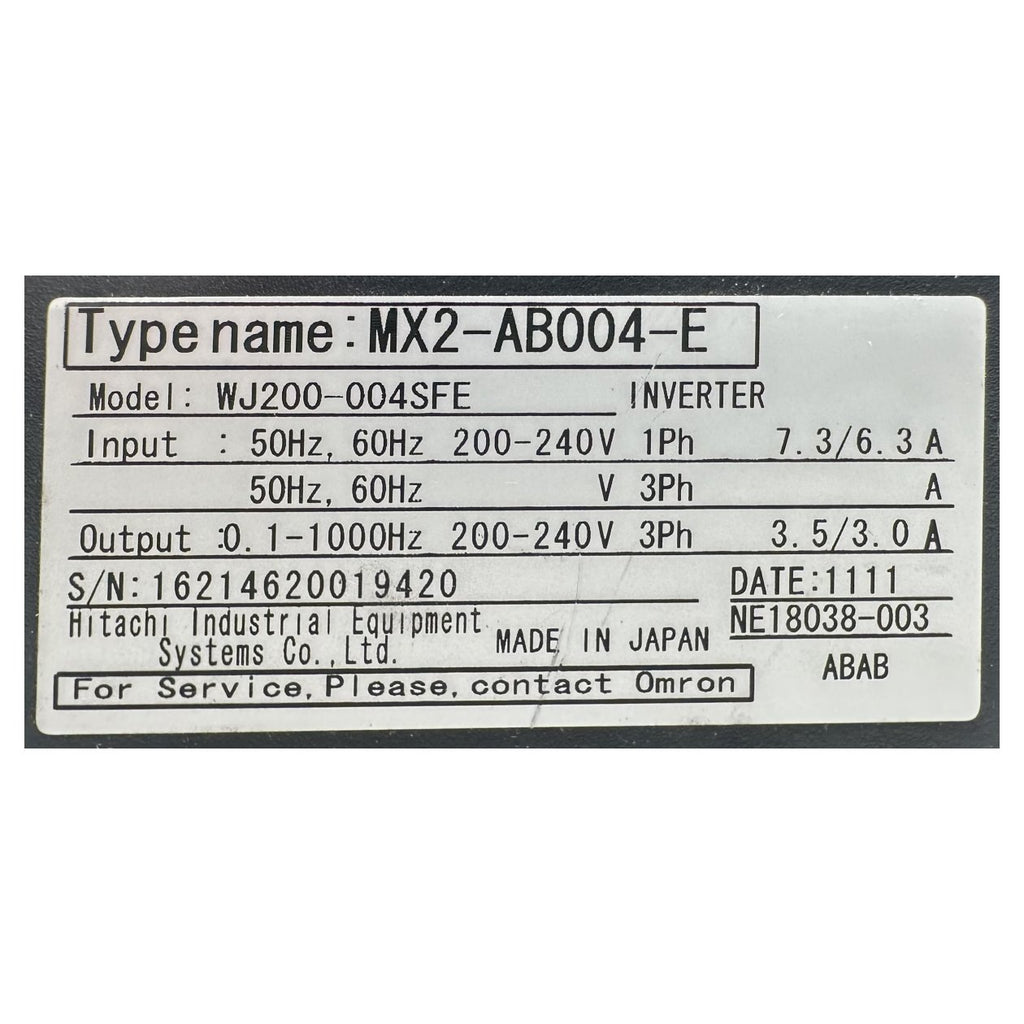 Type name:MX2-AB004-E
Model: WJ200-004SFE INVERTER
Input : 50Hz, 60Hz 200-240V 1Ph 7.3/6.3 A
50Hz, 60Hz V 3Ph A
Output :0.1-1000Hz 200-240V 3Ph 3.5/3.0 A
S/N: 16214620019420 DATE:1111
Hitachi Industrial Equipment
Systems Co.,Ltd. MADE IN JAPAN NE18038-003
For Service, Please, contact Omron ABAB